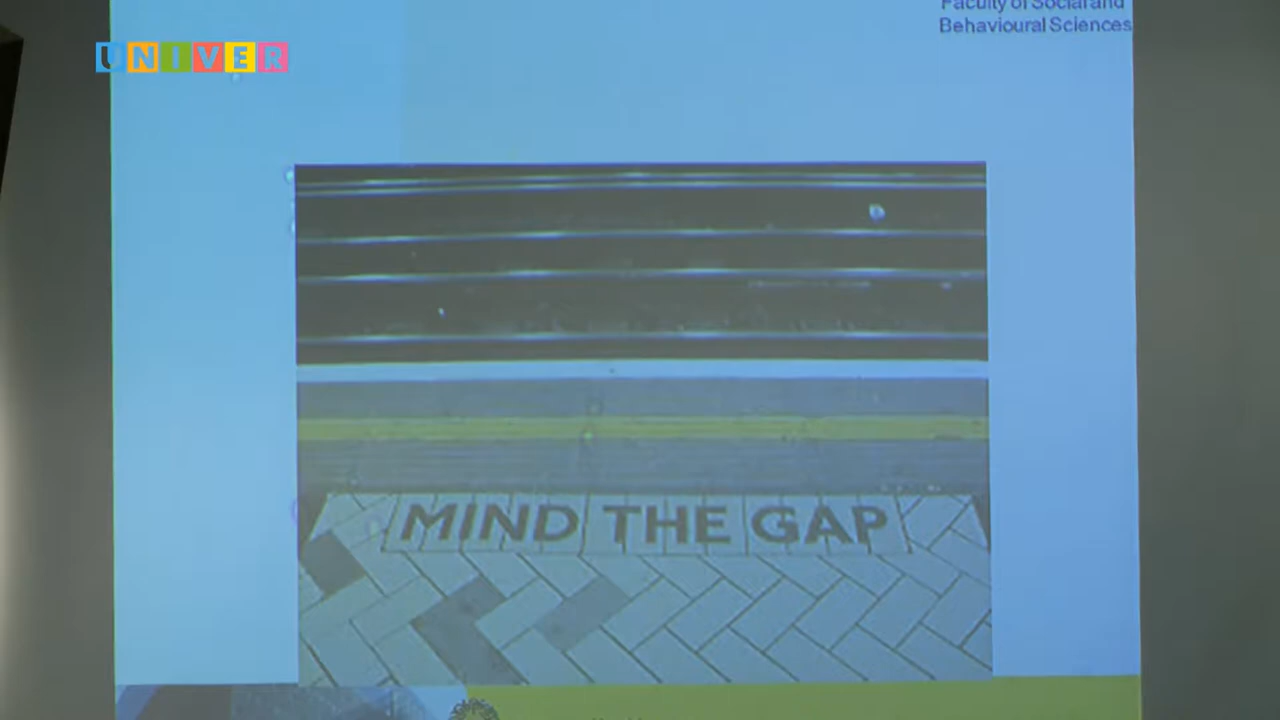 Faculty of Social and
Behavioural Sciences
UNIVER
MIND THE GAP